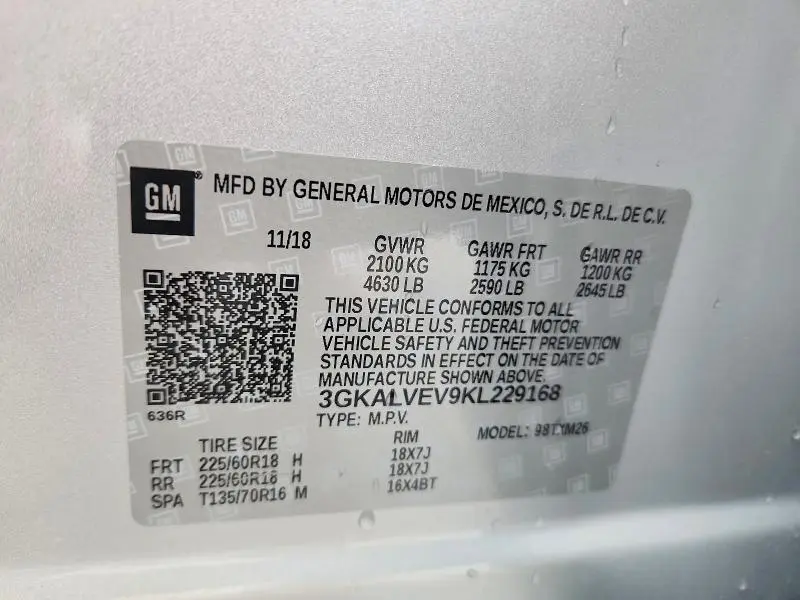 GM ® MFD BY GENERAL MOTORS DE MEXICO, S. DE R.L. DE C.V.
11/18 GVWR GAWR FRT GAWR RR
2100 KG 1175 KG 1200 KG
4630 LB 2590 LB 2645 LB
THIS VEHICLE CONFORMS TO ALL
APPLICABLE U.S. FEDERAL MOTOR
VEHICLE SAFETY AND THEFT PREVENTION
STANDARDS IN EFFECT ON THE DATE OF
MANUFACTURE SHOWN ABOVE.
3GKALVEV9KL229168
636R
TYPE: M.P.V. MODEL:
TIRE SIZE RIM
FRT 225/60R18 H 18X7J
RR 225/60R18 H 18X7J
SPA T135/70R16 M 16X4BT